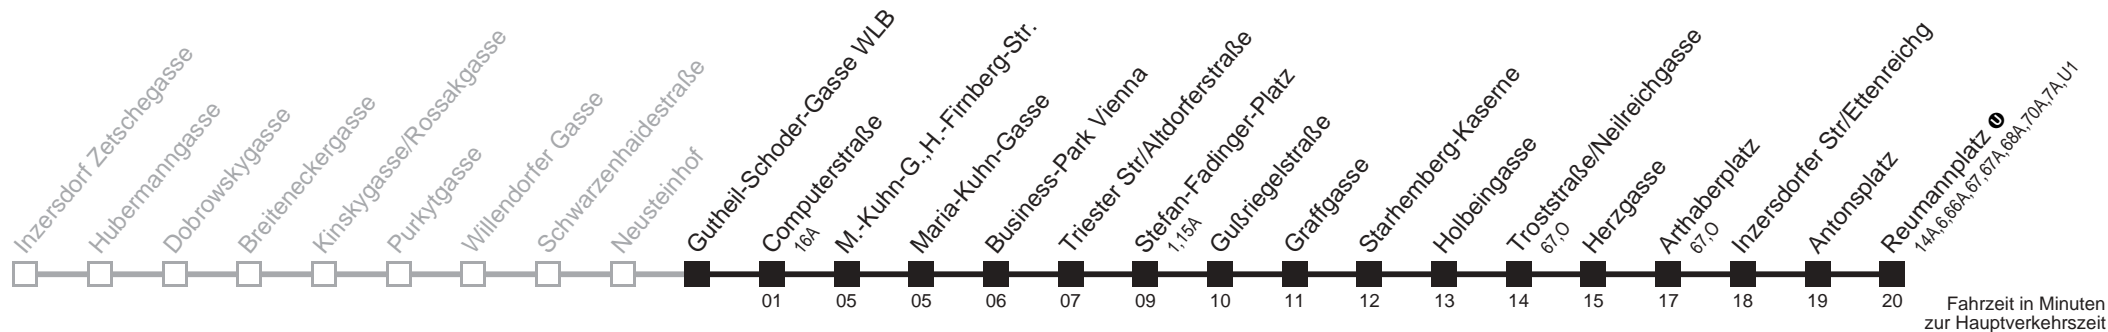 Inzersdorf Zetschegasse
Hubermanngasse
Dobrowskygasse
Breiteneckergasse
Kinskygasse/Rossakgasse
Purkytgasse
Willendorfer Gasse
Schwarzenhaidestraße
Neusteinhof
Gutheil-Schoder-Gasse WLB
Computerstraße
16A
M.-Kuhn-G.,H.-Firnberg-Str.
Maria-Kuhn-Gasse
Business-Park Vienna
Triester Str/Altdorferstraße
Stefan-Fadinger-Platz
1,15A
Gußriegelstraße
Graffgasse
Starhemberg-Kaserne
Holbeingasse
Troststraße/Neilreichgasse
67,O
Herzgasse
Arthaberplatz
67,O
Inzersdorfer Str/Ettenreichg
Antonsplatz
Reumannplatz U
14A,6,66A,67,67A,68A,70A,7A,U1
01 05 05 06 07 09 10 11 12 13 14 15 17 18 19 20
Fahrzeit in Minuten
zur Hauptverkehrszeit